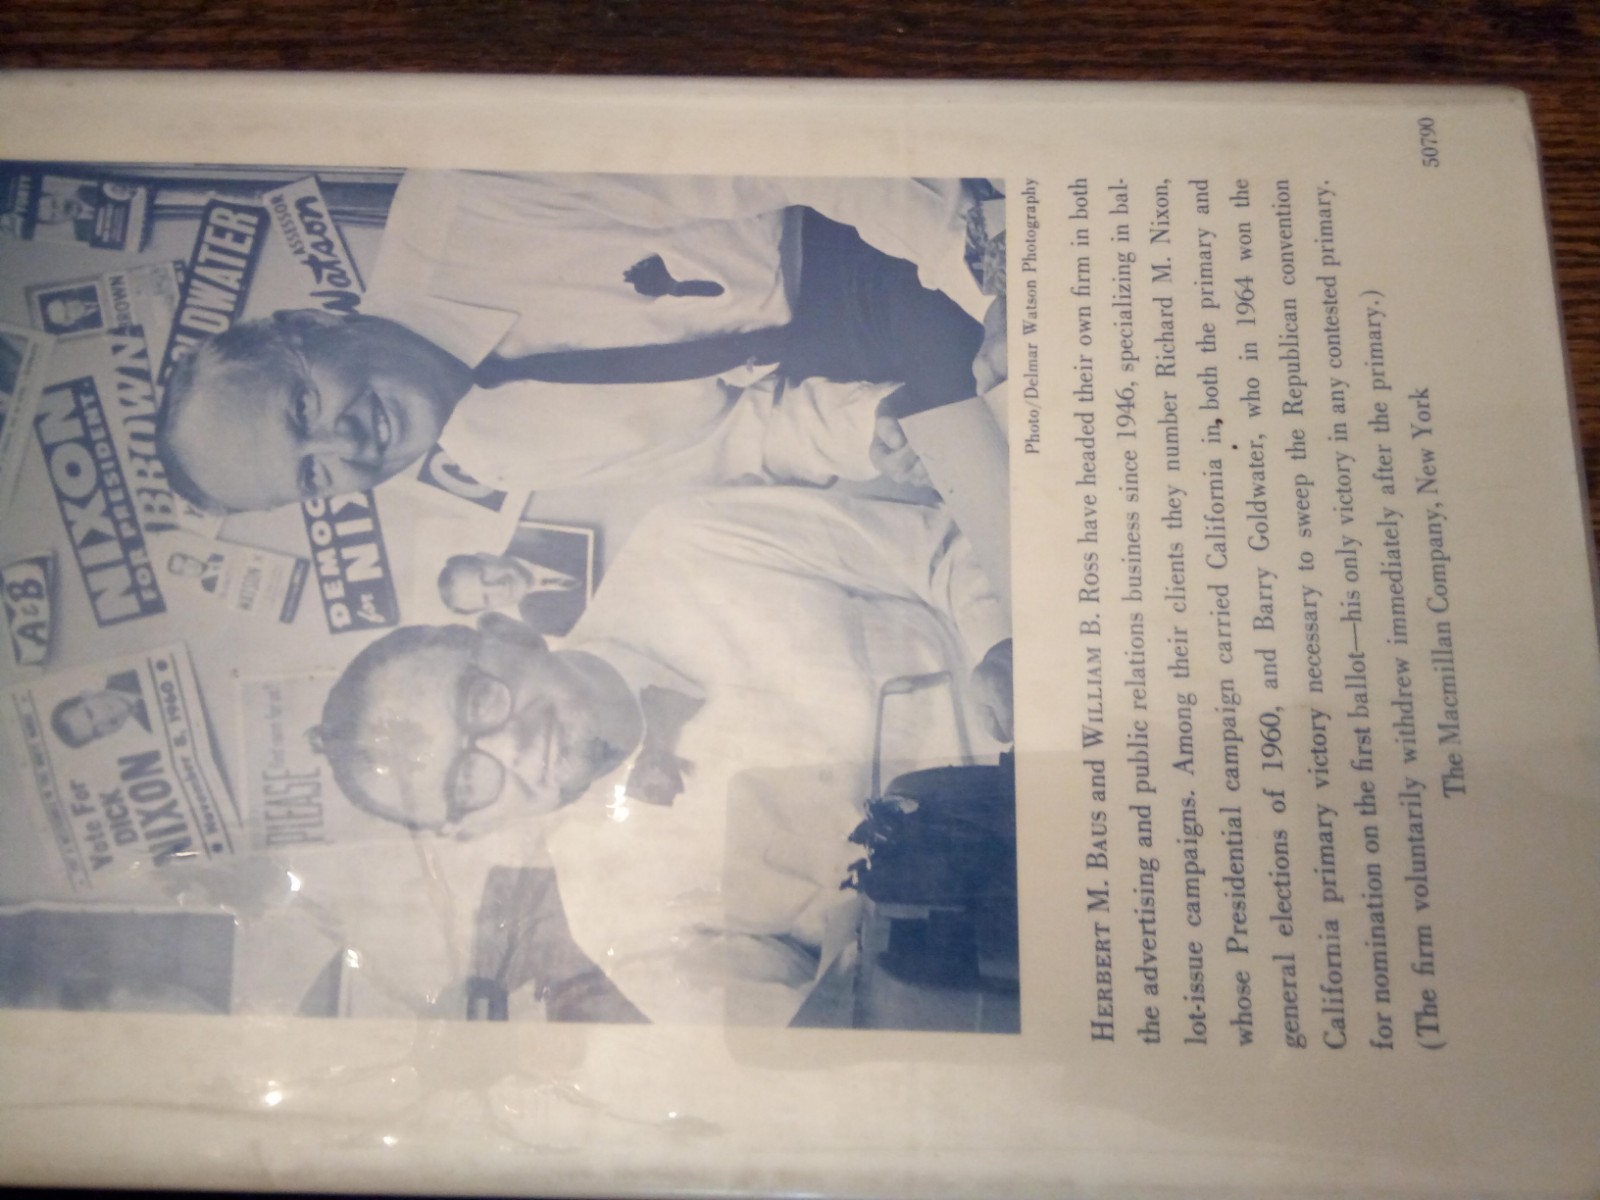 A&B
NIXON
FOR PRESIDENT
BROWN
BROWN
GOLDWATER
ASSESSOR
Watson
Vote For
DICK
NIXON
• November 8, 1960 •
WATSON
DEMOC
for NIX
PLEASE
Photo/Delmar Watson Photography
HERBERT M. BAUS and WILLIAM B. ROSS have headed their own firm in both
the advertising and public relations business since 1946, specializing in bal-
lot-issue campaigns. Among their clients they number Richard M. Nixon,
whose Presidential campaign carried California in, both the primary and
general elections of 1960, and Barry Goldwater, who in 1964 won the
California primary victory necessary to sweep the Republican convention
for nomination on the first ballot—his only victory in any contested primary.
(The firm voluntarily withdrew immediately after the primary.)
The Macmillan Company, New York
50790